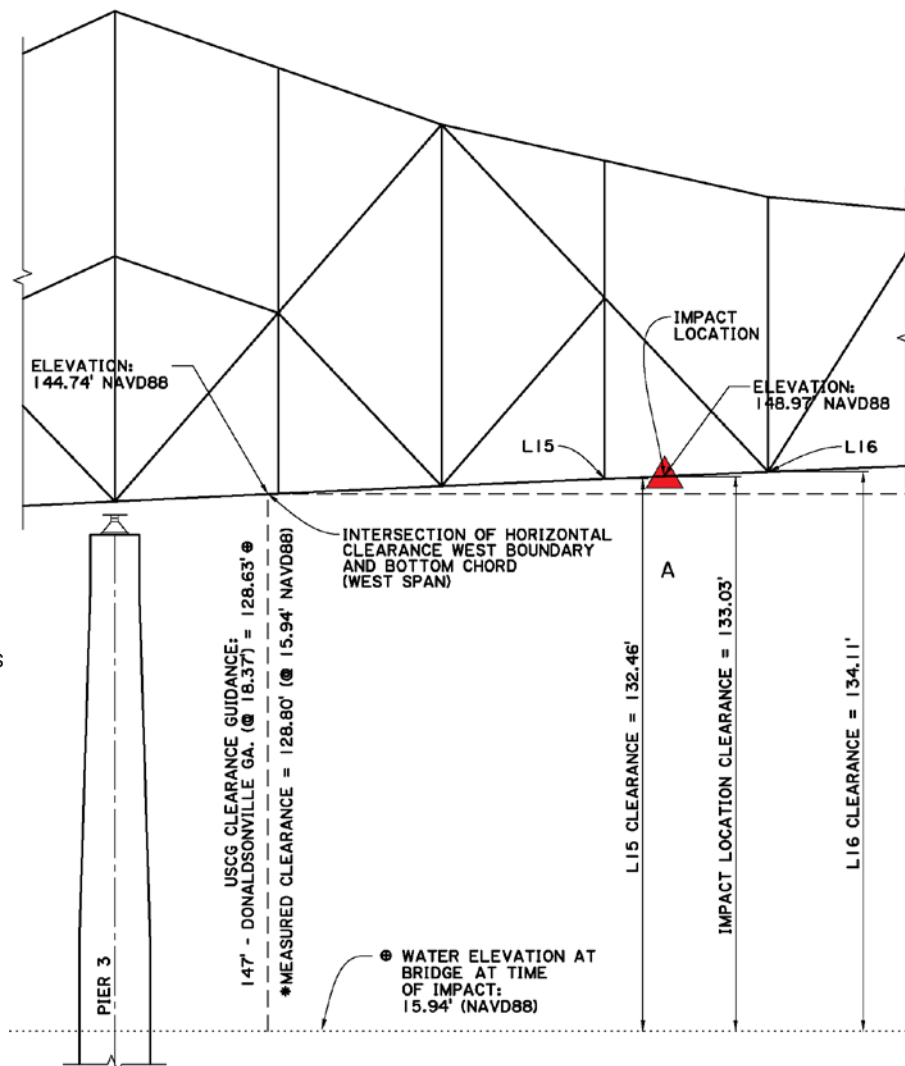 IMPACT
LOCATION
ELEVATION:
144.74' NAVD88
ELEVATION:
148.97' NAVD88
L15
L16
INTERSECTION OF HORIZONTAL
CLEARANCE WEST BOUNDARY
AND BOTTOM CHORD
(WEST SPAN)
A
USCG CLEARANCE GUIDANCE:
147' - DONALDSONVILLE GA. (@ 18.37') = 128.63' ⊕
*MEASURED CLEARANCE = 128.80' (@ 15.94' NAVD88)
L15 CLEARANCE = 132.46'
IMPACT LOCATION CLEARANCE = 133.03'
L16 CLEARANCE = 134.11'
PIER 3
⊕ WATER ELEVATION AT
BRIDGE AT TIME
OF IMPACT:
15.94' (NAVD88)